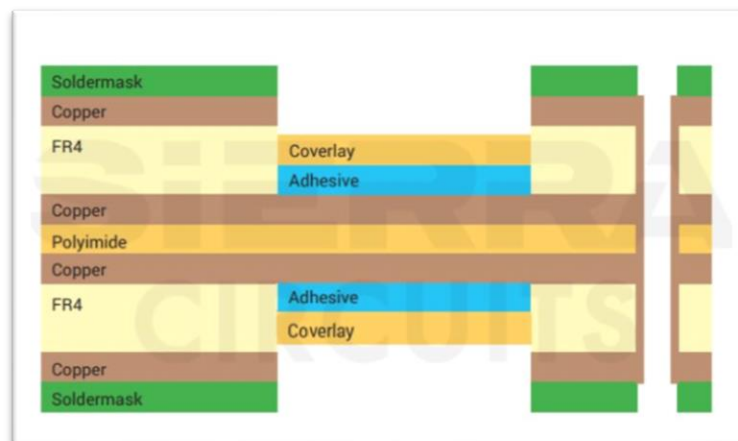 Soldermask
Copper
FR4
Coverlay
Adhesive
Copper
Polyimide
Copper
Adhesive
FR4
Coverlay
Copper
Soldermask
SIERRA
CIRCUITS